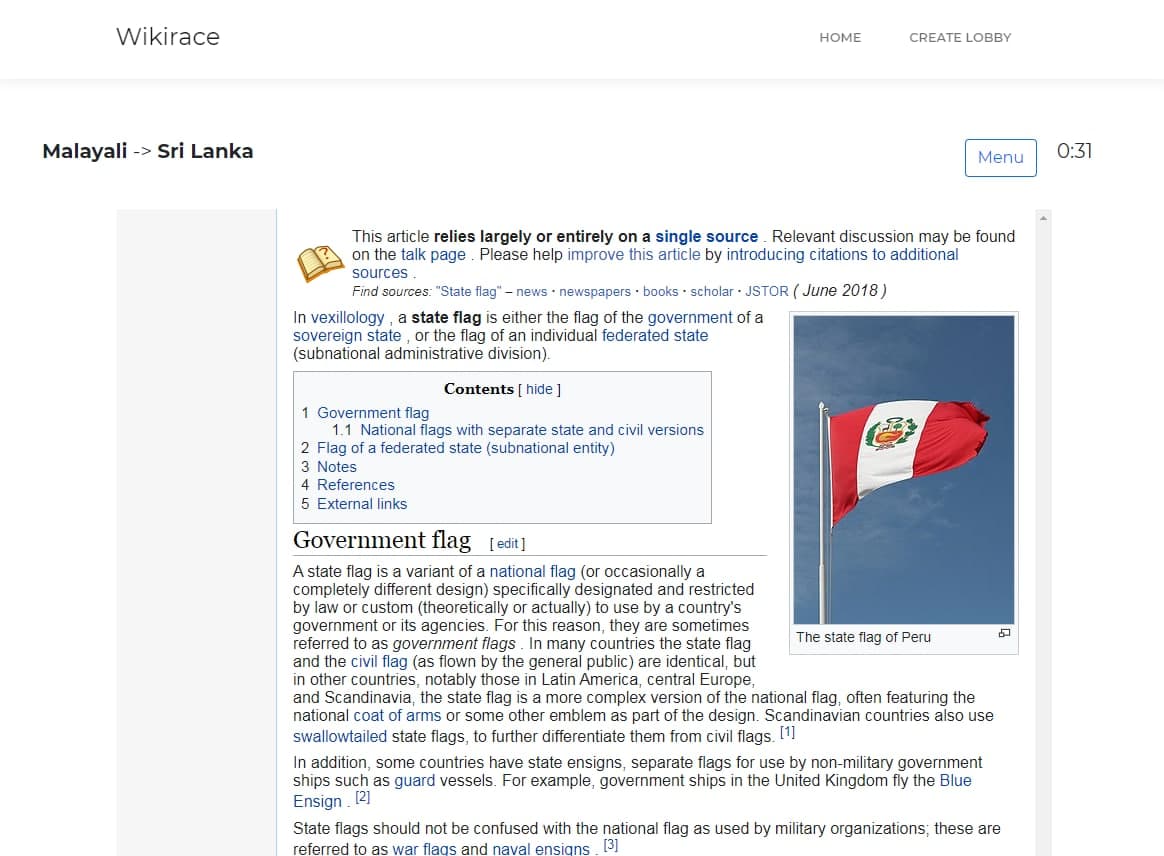 Wikirace
HOME
CREATE LOBBY
Malayali -> Sri Lanka
Menu
0:31
This article relies largely or entirely on a single source . Relevant discussion may be found
on the talk page . Please help improve this article by introducing citations to additional
sources .
Find sources: "State flag" – news · newspapers · books · scholar · JSTOR ( June 2018 )
In vexillology , a state flag is either the flag of the government of a
sovereign state , or the flag of an individual federated state
(subnational administrative division).
Contents [ hide ]
1 Government flag
1.1 National flags with separate state and civil versions
2 Flag of a federated state (subnational entity)
3 Notes
4 References
5 External links
The state flag of Peru
Government flag [ edit ]
A state flag is a variant of a national flag (or occasionally a
completely different design) specifically designated and restricted
by law or custom (theoretically or actually) to use by a country's
government or its agencies. For this reason, they are sometimes
referred to as government flags . In many countries the state flag
and the civil flag (as flown by the general public) are identical, but
in other countries, notably those in Latin America, central Europe,
and Scandinavia, the state flag is a more complex version of the national flag, often featuring the
national coat of arms or some other emblem as part of the design. Scandinavian countries also use
swallowtailed state flags, to further differentiate them from civil flags. [1]
In addition, some countries have state ensigns, separate flags for use by non-military government
ships such as guard vessels. For example, government ships in the United Kingdom fly the Blue
Ensign . [2]
State flags should not be confused with the national flag as used by military organizations; these are
referred to as war flags and naval ensigns . [3]